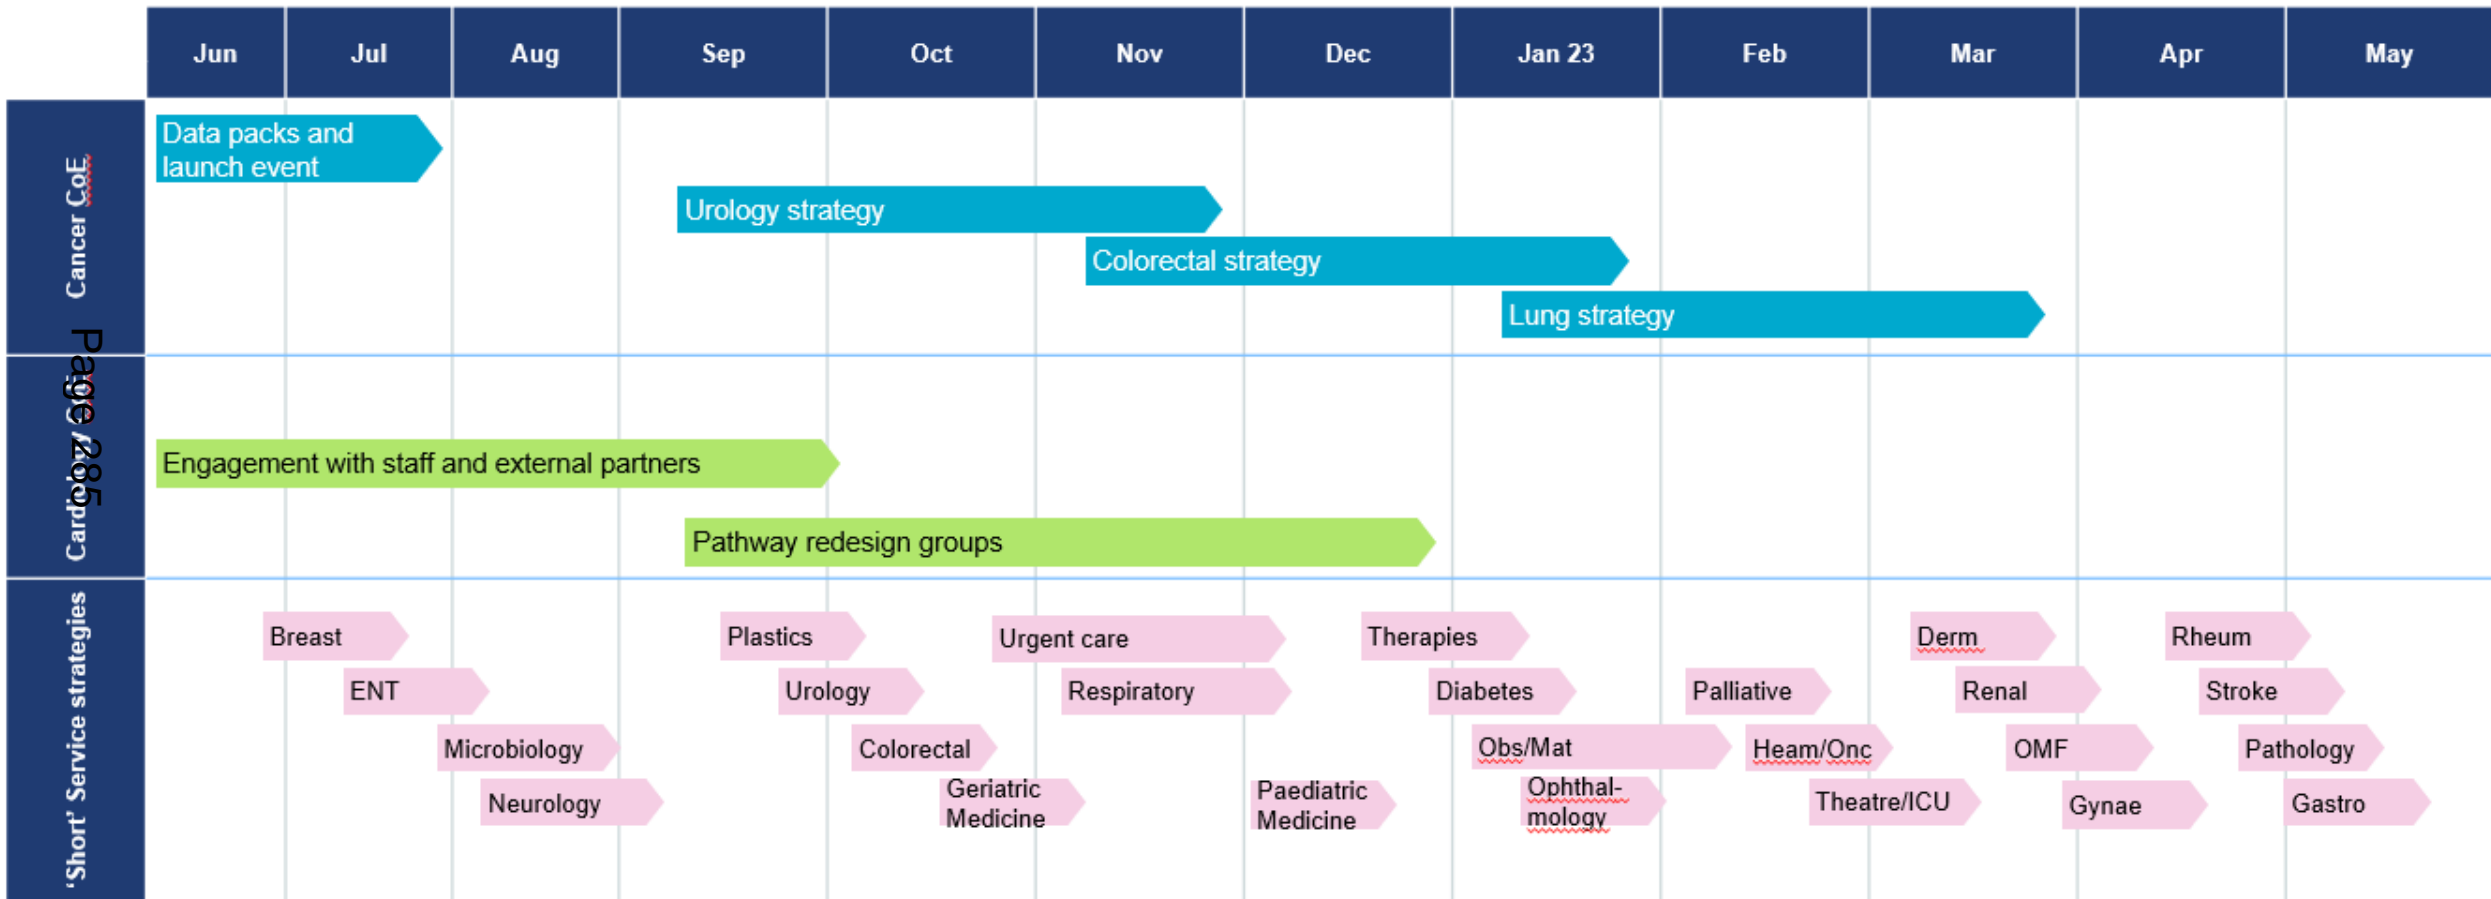 Jun Jul Aug Sep Oct Nov Dec Jan 23 Feb Mar Apr May
Cancer CoE
Data packs and
launch event
Urology strategy
Colorectal strategy
Lung strategy
Page 285
Cardiology CoE
Engagement with staff and external partners
Pathway redesign groups
‘Short’ Service strategies
Breast
Plastics
Urgent care
Therapies
Derm
Rheum
ENT
Urology
Respiratory
Diabetes
Palliative
Renal
Stroke
Microbiology
Colorectal
Obs/Mat
Heam/Onc
OMF
Pathology
Neurology
Geriatric
Medicine
Paediatric
Medicine
Ophthal-
mology
Theatre/ICU
Gynae
Gastro